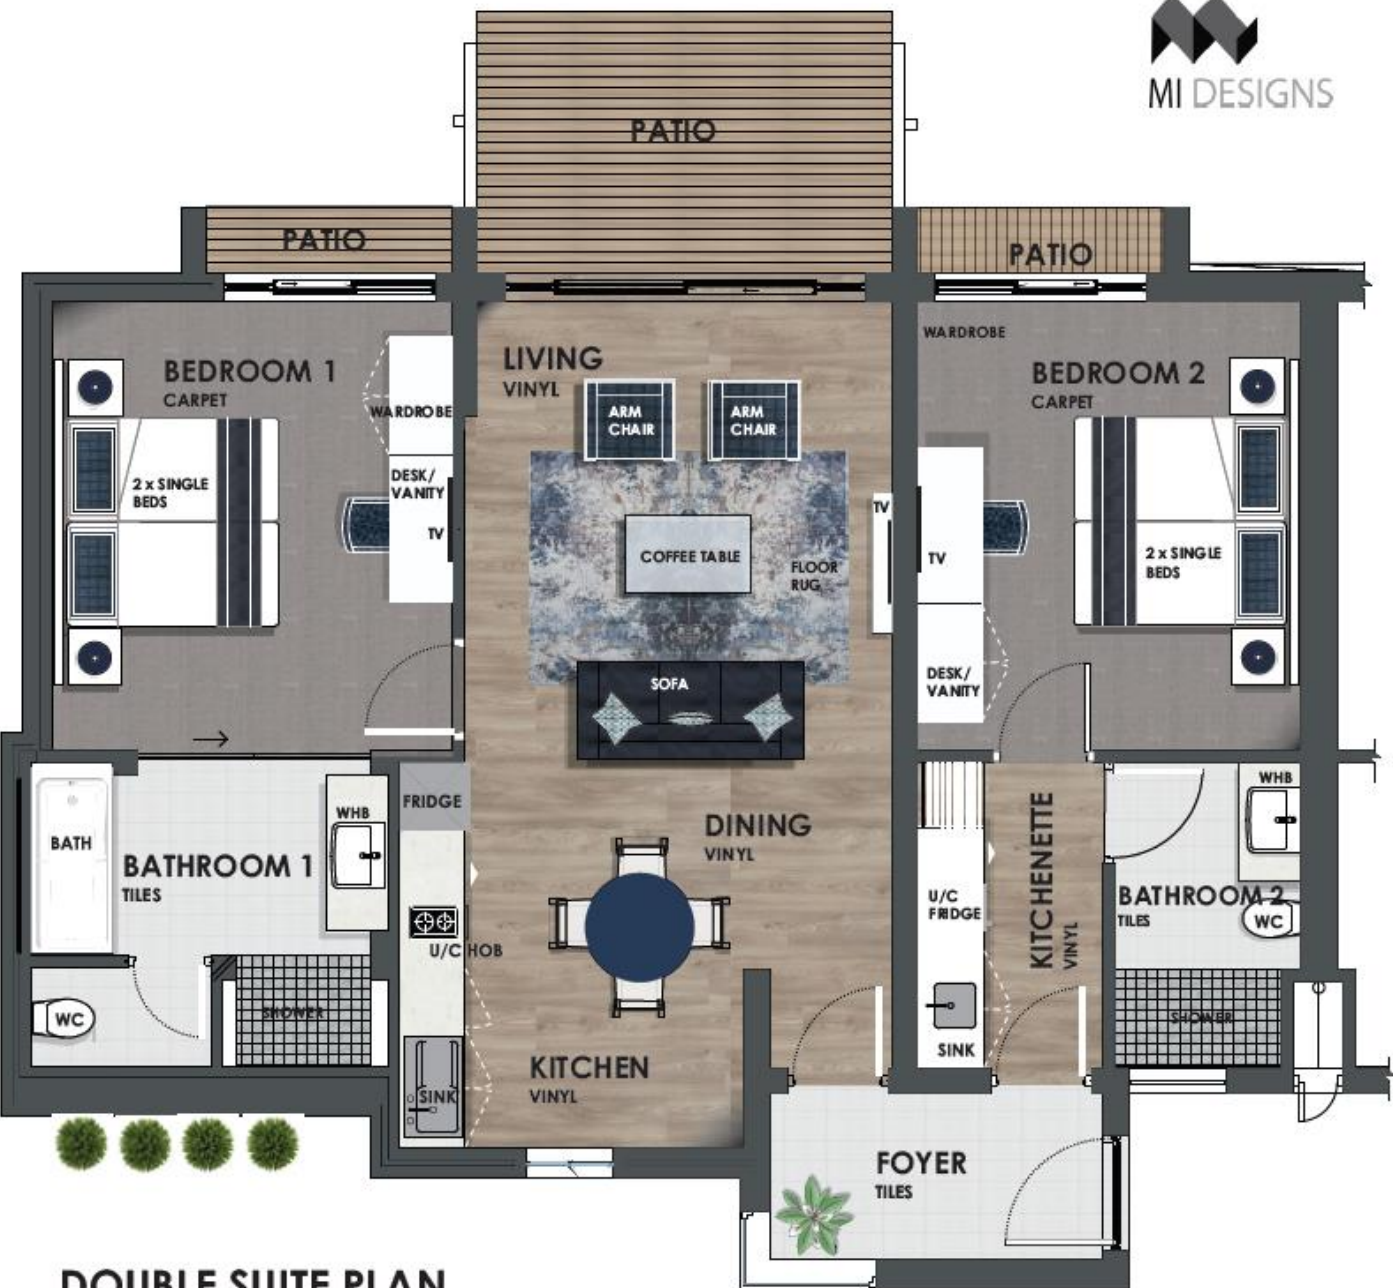 MI DESIGNS
PATIO
PATIO
PATIO
BEDROOM 1
CARPET
WARDROBE
DESK/
VANITY
TV
2 x SINGLE
BEDS
LIVING
VINYL
ARM
CHAIR
ARM
CHAIR
COFFEE TABLE
FLOOR
RUG
TV
SOFA
WARDROBE
BEDROOM 2
CARPET
TV
2 x SINGLE
BEDS
DESK/
VANITY
BATH
BATHROOM 1
TILES
WHB
WC
SHOWER
FRIDGE
U/C HOB
SINK
DINING
VINYL
KITCHEN
VINYL
U/C
FRIDGE
SINK
KITCHENETTE
VINYL
WHB
BATHROOM 2
TILES
WC
SHOWER
FOYER
TILES
DOUBLE SUITE PLAN